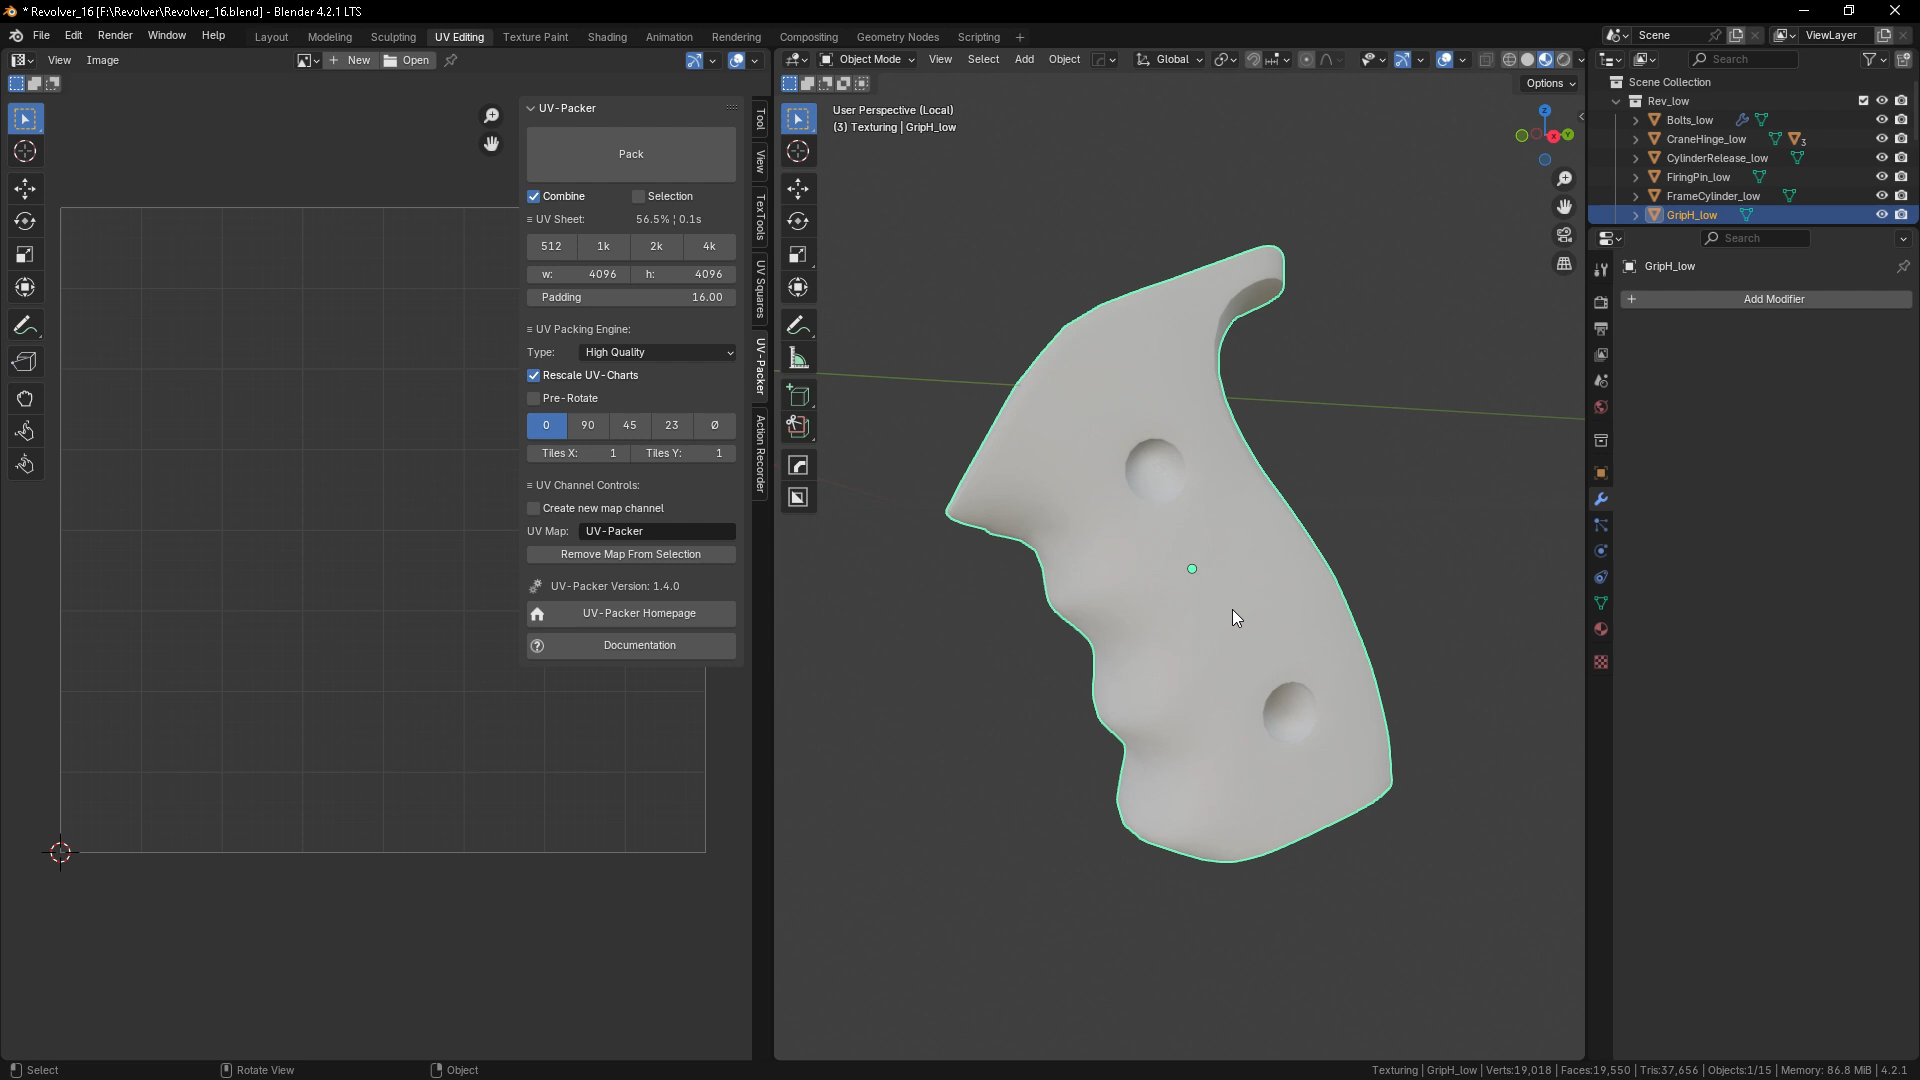 * Revolver_16 [F:\Revolver\Revolver_16.blend] - Blender 4.2.1 LTS
File Edit Render Window Help Layout Modeling Sculpting UV Editing Texture Paint Shading Animation Rendering Compositing Geometry Nodes Scripting + Scene ViewLayer
View Image New Open Object Mode View Select Add Object Global Search
Options
Scene Collection
Rev_low
Bolts_low
CraneHinge_low 3
CylinderRelease_low
FiringPin_low
FrameCylinder_low
GripH_low
Search
GripH_low
Add Modifier
User Perspective (Local)
(3) Texturing | GripH_low
Z
X
Y
Tool
View
TexTools
UV Squares
UV-Packer
Action Recorder
UV-Packer
Pack
Combine Selection
= UV Sheet: 56.5% ¦ 0.1s
512 1k 2k 4k
w: 4096 h: 4096
Padding 16.00
= UV Packing Engine:
Type: High Quality
Rescale UV-Charts
Pre-Rotate
0 90 45 23 Ø
Tiles X: 1 Tiles Y: 1
= UV Channel Controls:
Create new map channel
UV Map: UV-Packer
Remove Map From Selection
UV-Packer Version: 1.4.0
UV-Packer Homepage
Documentation
Select Rotate View Object Texturing | GripH_low | Verts:19,018 | Faces:19,550 | Tris:37,656 | Objects:1/15 | Memory: 86.8 MiB | 4.2.1